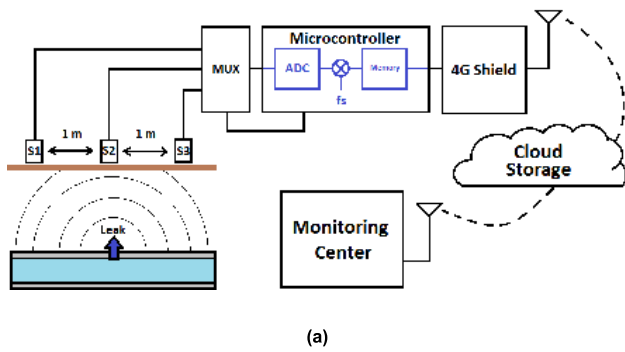 Microcontroller
MUX
ADC
Memory
fs
4G Shield
1 m
1 m
S1
S2
S3
Leak
Cloud
Storage
Monitoring
Center
(a)